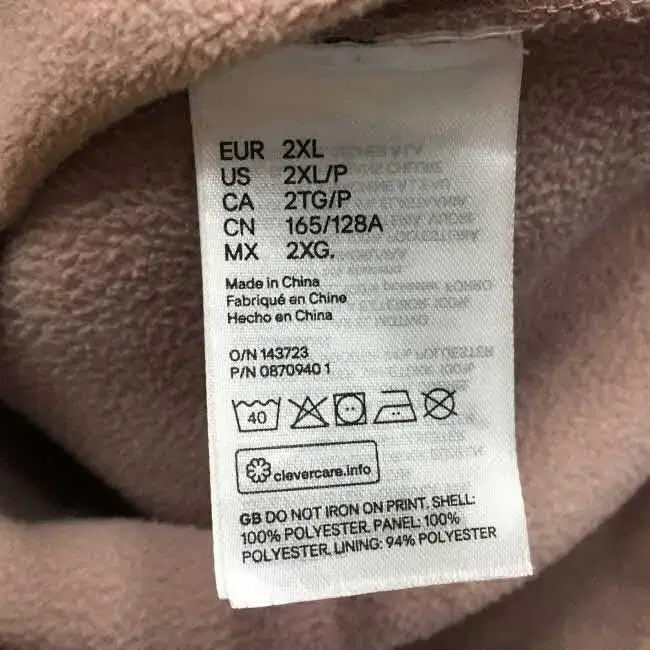 EUR 2XL
US 2XL/P
CA 2TG/P
CN 165/128A
MX 2XG.
Made in China
Fabriqué en Chine
Hecho en China
O/N 143723
P/N 0870940 1
40
clevercare.info
GB DO NOT IRON ON PRINT. SHELL:
100% POLYESTER. PANEL: 100%
POLYESTER. LINING: 94% POLYESTER